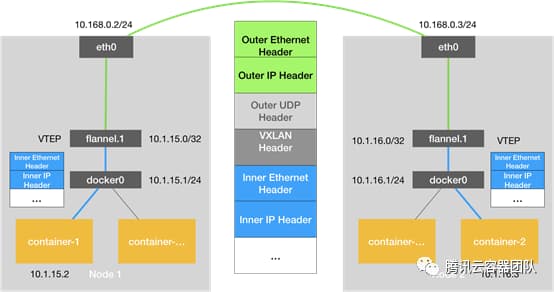 10.168.0.2/24
eth0
VTEP
flannel.1
10.1.15.0/32
Inner Ethernet
Header
Inner IP
Header
...
docker0
10.1.15.1/24
container-1
container-...
10.1.15.2
Node 1
Outer Ethernet
Header
Outer IP Header
Outer UDP
Header
VXLAN
Header
Inner Ethernet
Header
Inner IP
Header
...
10.168.0.3/24
eth0
10.1.16.0/32
flannel.1
VTEP
10.1.16.1/24
docker0
Inner Ethernet
Header
Inner IP
Header
...
container-...
container-2
腾讯云容器团队